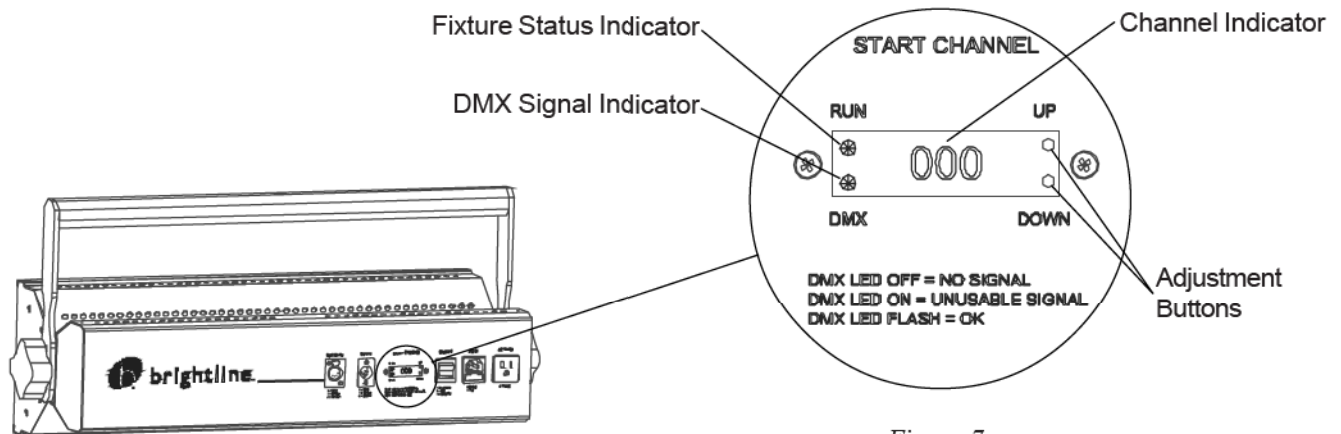 Fixture Status Indicator
Channel Indicator
START CHANNEL
DMX Signal Indicator
RUN
UP
000
DMX
DOWN
DMX LED OFF = NO SIGNAL
DMX LED ON = UNUSABLE SIGNAL
DMX LED FLASH = OK
Adjustment
Buttons
brightline